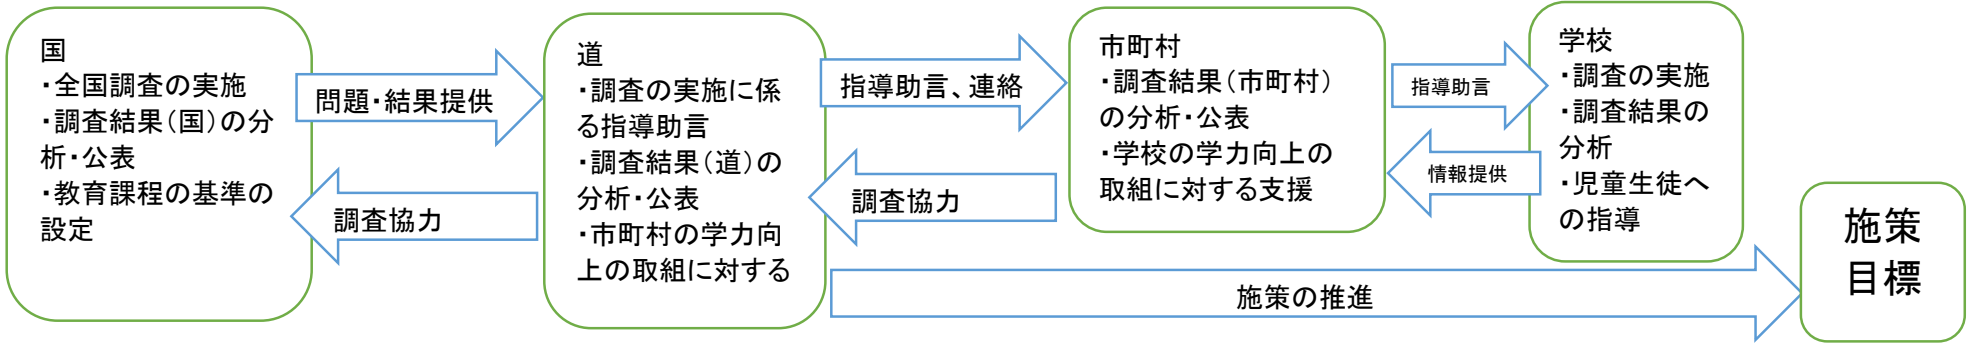 国
・全国調査の実施
・調査結果（国）の分
析・公表
・教育課程の基準の
設定
問題・結果提供
調査協力
道
・調査の実施に係
る指導助言
・調査結果（道）の
分析・公表
・市町村の学力向
上の取組に対する
指導助言、連絡
調査協力
市町村
・調査結果（市町村）
の分析・公表
・学校の学力向上の
取組に対する支援
指導助言
情報提供
学校
・調査の実施
・調査結果の
分析
・児童生徒へ
の指導
施策の推進
施策
目標